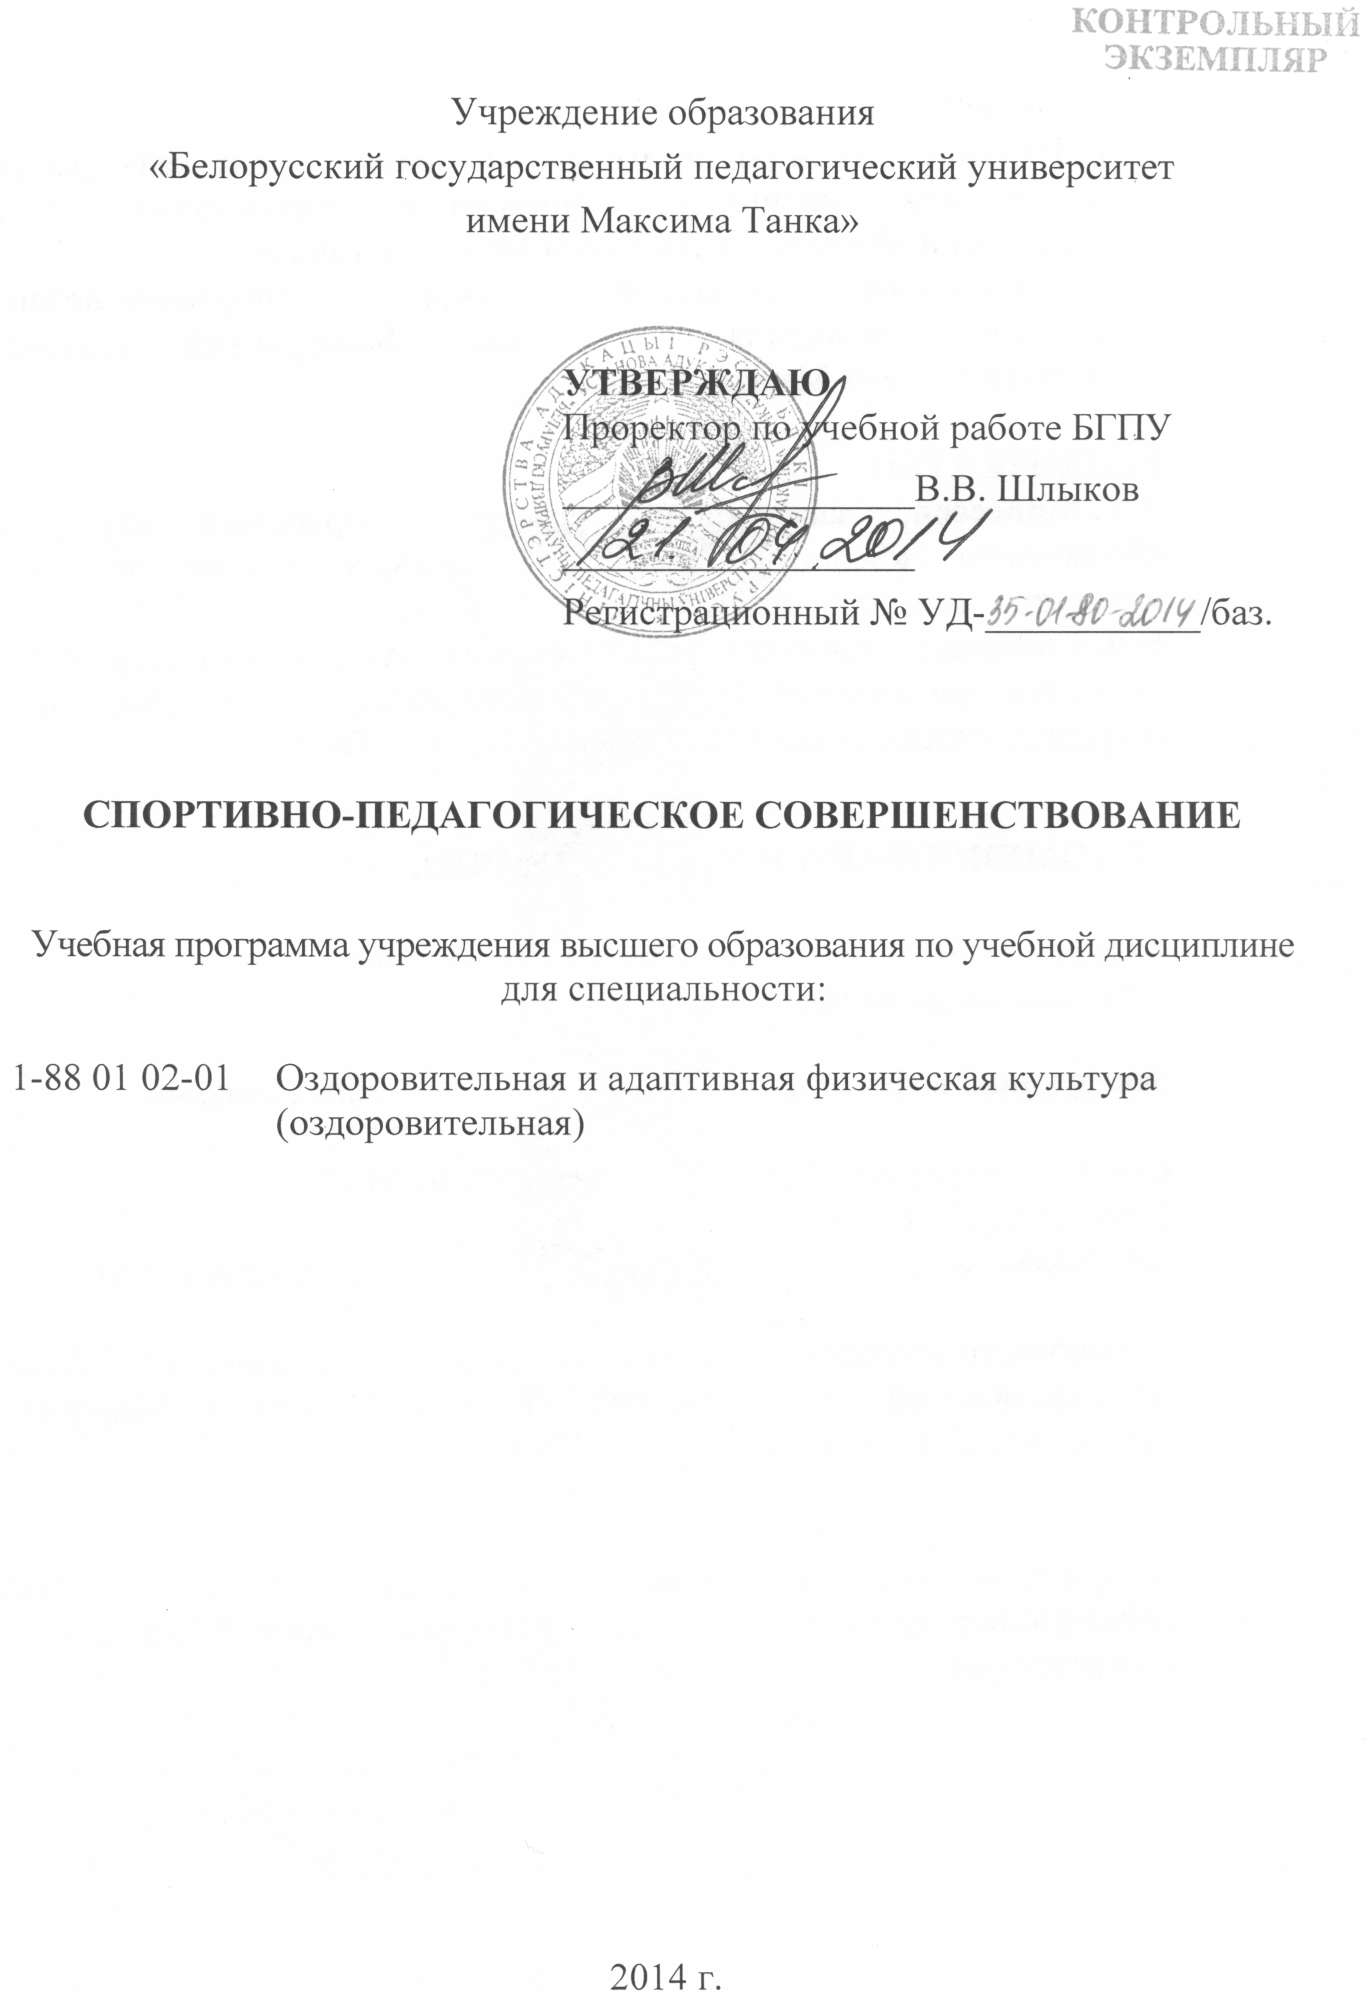 КОНТРОЛЬНЫЙ
ЭКЗЕМПЛЯР
Учреждение образования
«Белорусский государственный педагогический университет
имени Максима Танка»
УТВЕРЖДАЮ
Проректор по учебной работе БГПУ
В.В. Шлыков
21 04 2014
Регистрационный № УД-35-01-80-2014/баз.
СПОРТИВНО-ПЕДАГОГИЧЕСКОЕ СОВЕРШЕНСТВОВАНИЕ
Учебная программа учреждения высшего образования по учебной дисциплине
для специальности:
1-88 01 02-01 Оздоровительная и адаптивная физическая культура
(оздоровительная)
2014 г.